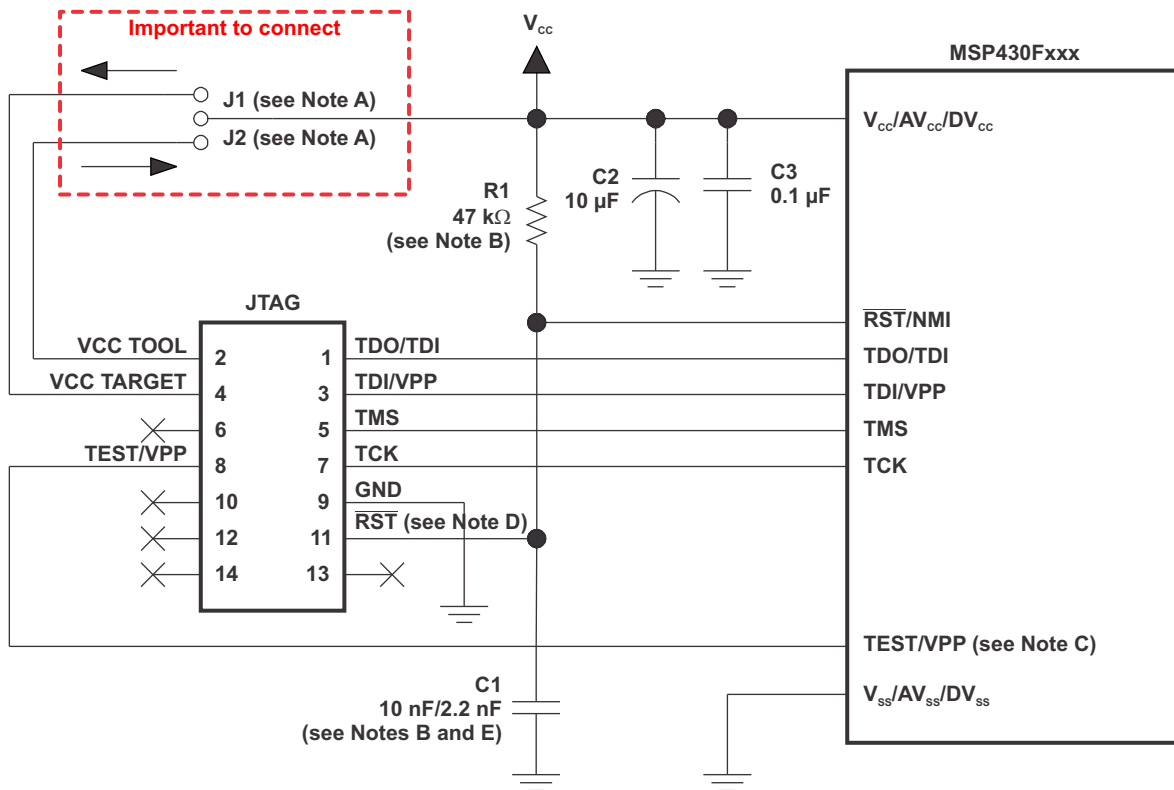 Important to connect
J1 (see Note A)
J2 (see Note A)
Vcc
MSP430Fxxx
Vcc/AVcc/DVcc
C2
10 µF
C3
0.1 µF
R1
47 kΩ
(see Note B)
JTAG
VCC TOOL
2
1
TDO/TDI
VCC TARGET
4
3
TDI/VPP
6
5
TMS
TEST/VPP
8
7
TCK
10
9
GND
12
11
RST (see Note D)
14
13
RST/NMI
TDO/TDI
TDI/VPP
TMS
TCK
TEST/VPP (see Note C)
Vss/AVss/DVss
C1
10 nF/2.2 nF
(see Notes B and E)